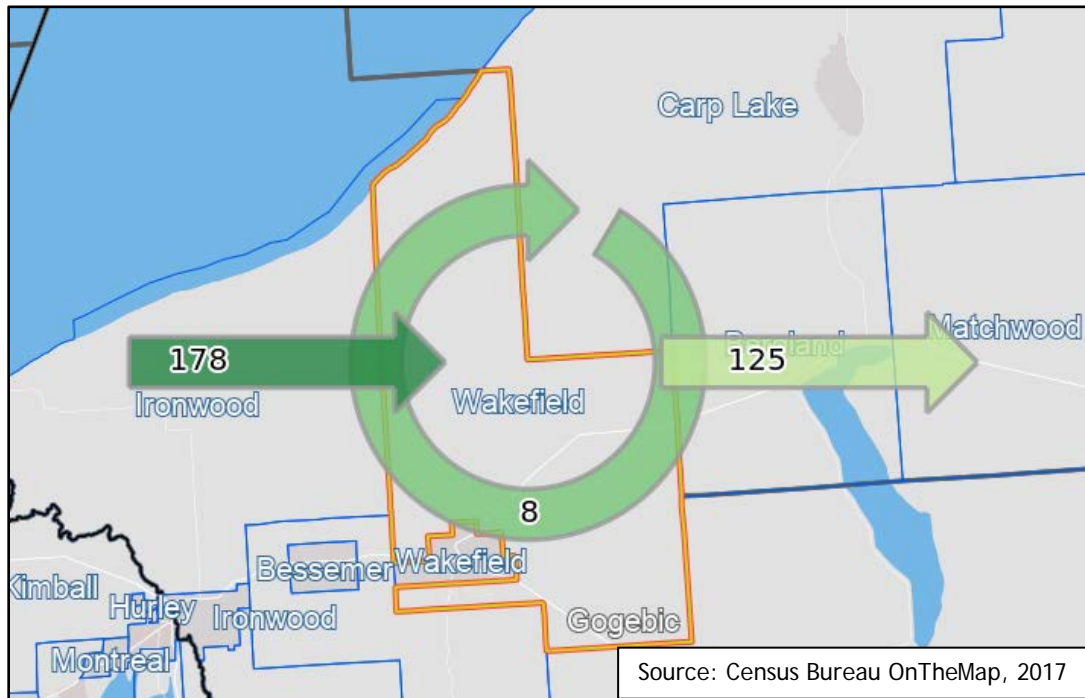 Carp Lake
178
125
Bergland
Matchwood
Ironwood
Wakefield
8
Bessemer
Wakefield
Kimball
Hurley
Ironwood
Gogebic
Montreal
Source: Census Bureau OnTheMap, 2017